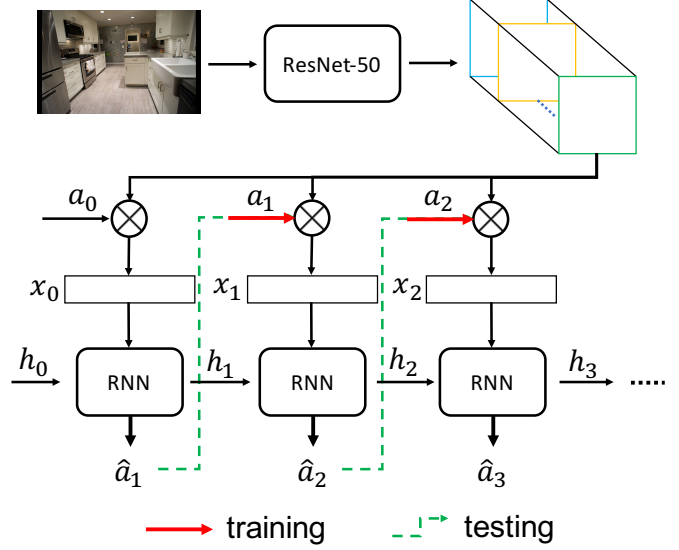 ResNet-50
a₀ a₁ a₂
x₀ x₁ x₂
h₀ RNN h₁ RNN h₂ RNN h₃ .....
â₁ â₂ â₃
training testing